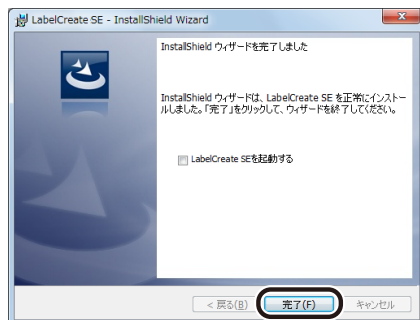 LabelCreate SE - InstallShield Wizard
InstallShield ウィザードを完了しました
InstallShield ウィザードは、LabelCreate SE を正常にインストー
ルしました。「完了」をクリックして、ウィザードを終了してください。
LabelCreate SEを起動する
< 戻る(B)
完了(F)
キャンセル